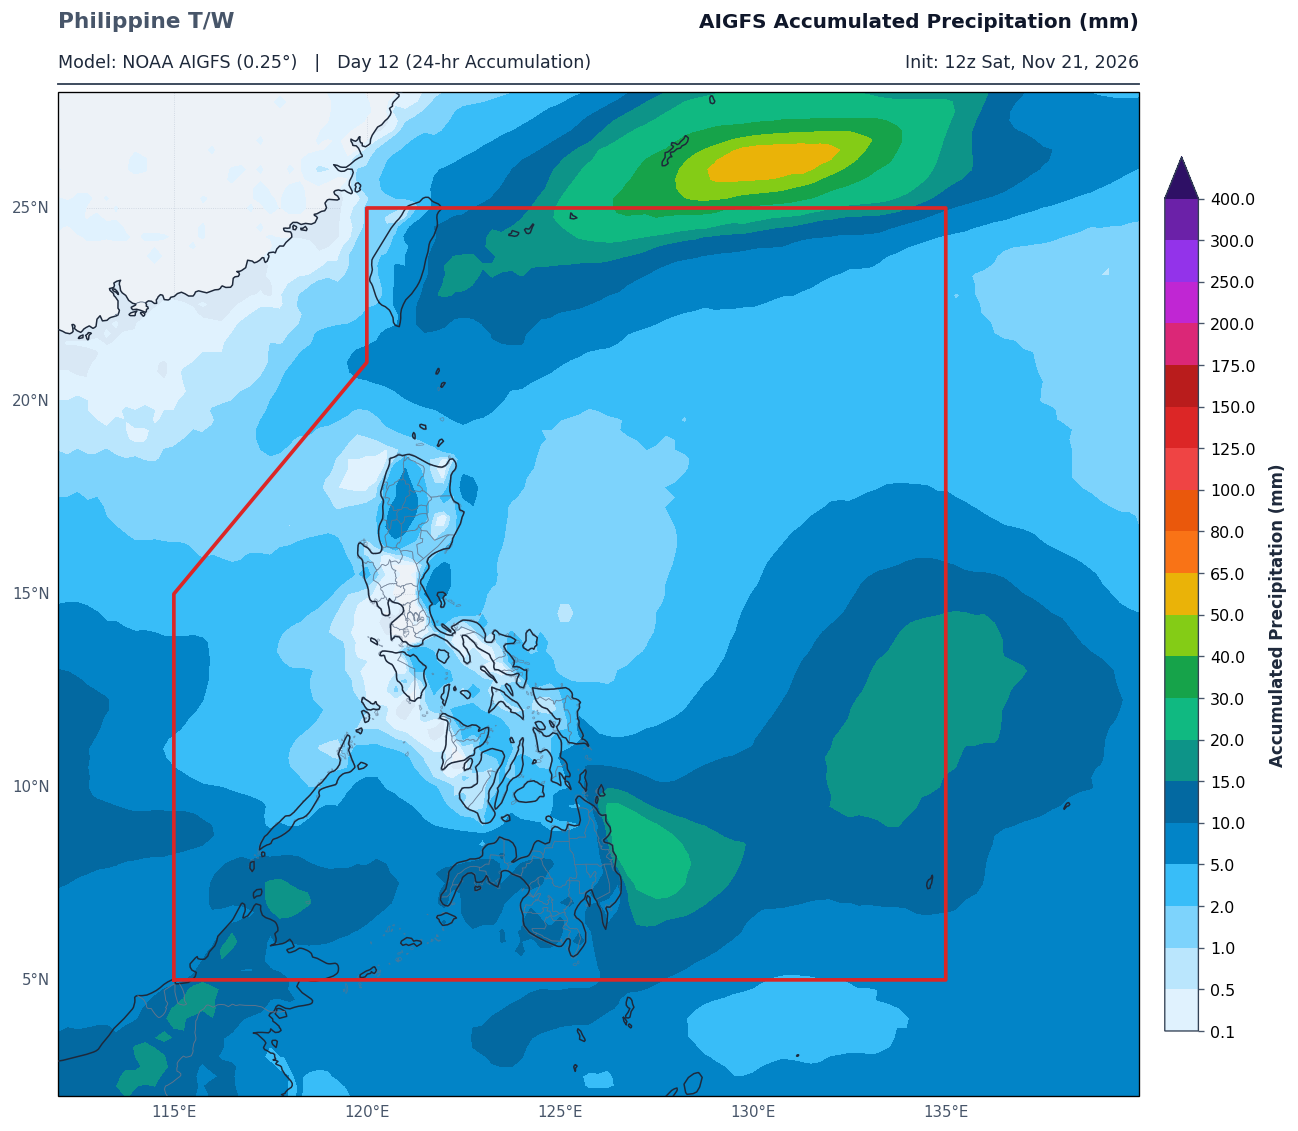 Philippine T/W
AIGFS Accumulated Precipitation (mm)
Model: NOAA AIGFS (0.25°)   |   Day 12 (24-hr Accumulation)
Init: 12z Sat, Nov 21, 2026
25°N
20°N
15°N
10°N
5°N
115°E
120°E
125°E
130°E
135°E
400.0
300.0
250.0
200.0
175.0
150.0
125.0
100.0
80.0
65.0
50.0
40.0
30.0
20.0
15.0
10.0
5.0
2.0
1.0
0.5
0.1
Accumulated Precipitation (mm)